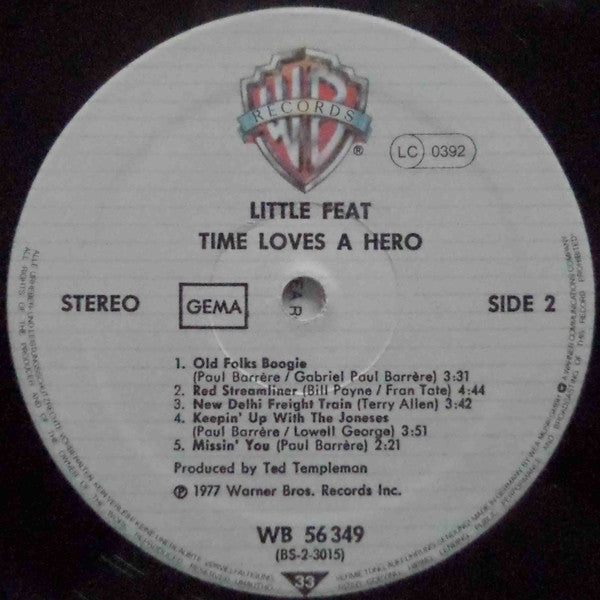 WB
RECORDS
®
LC 0392
LITTLE FEAT
TIME LOVES A HERO
STEREO
GEMA
SIDE 2
1. Old Folks Boogie
(Paul Barrère / Gabriel Paul Barrère) 3:31
2. Red Streamliner (Bill Payne / Fran Tate) 4:44
3. New Delhi Freight Train (Terry Allen) 3:42
4. Keepin' Up With The Joneses
(Paul Barrère / Lowell George) 3:51
5. Missin' You (Paul Barrère) 2:21
Produced by Ted Templeman
℗ 1977 Warner Bros. Records Inc.
WB 56 349
(BS-2-3015)
33